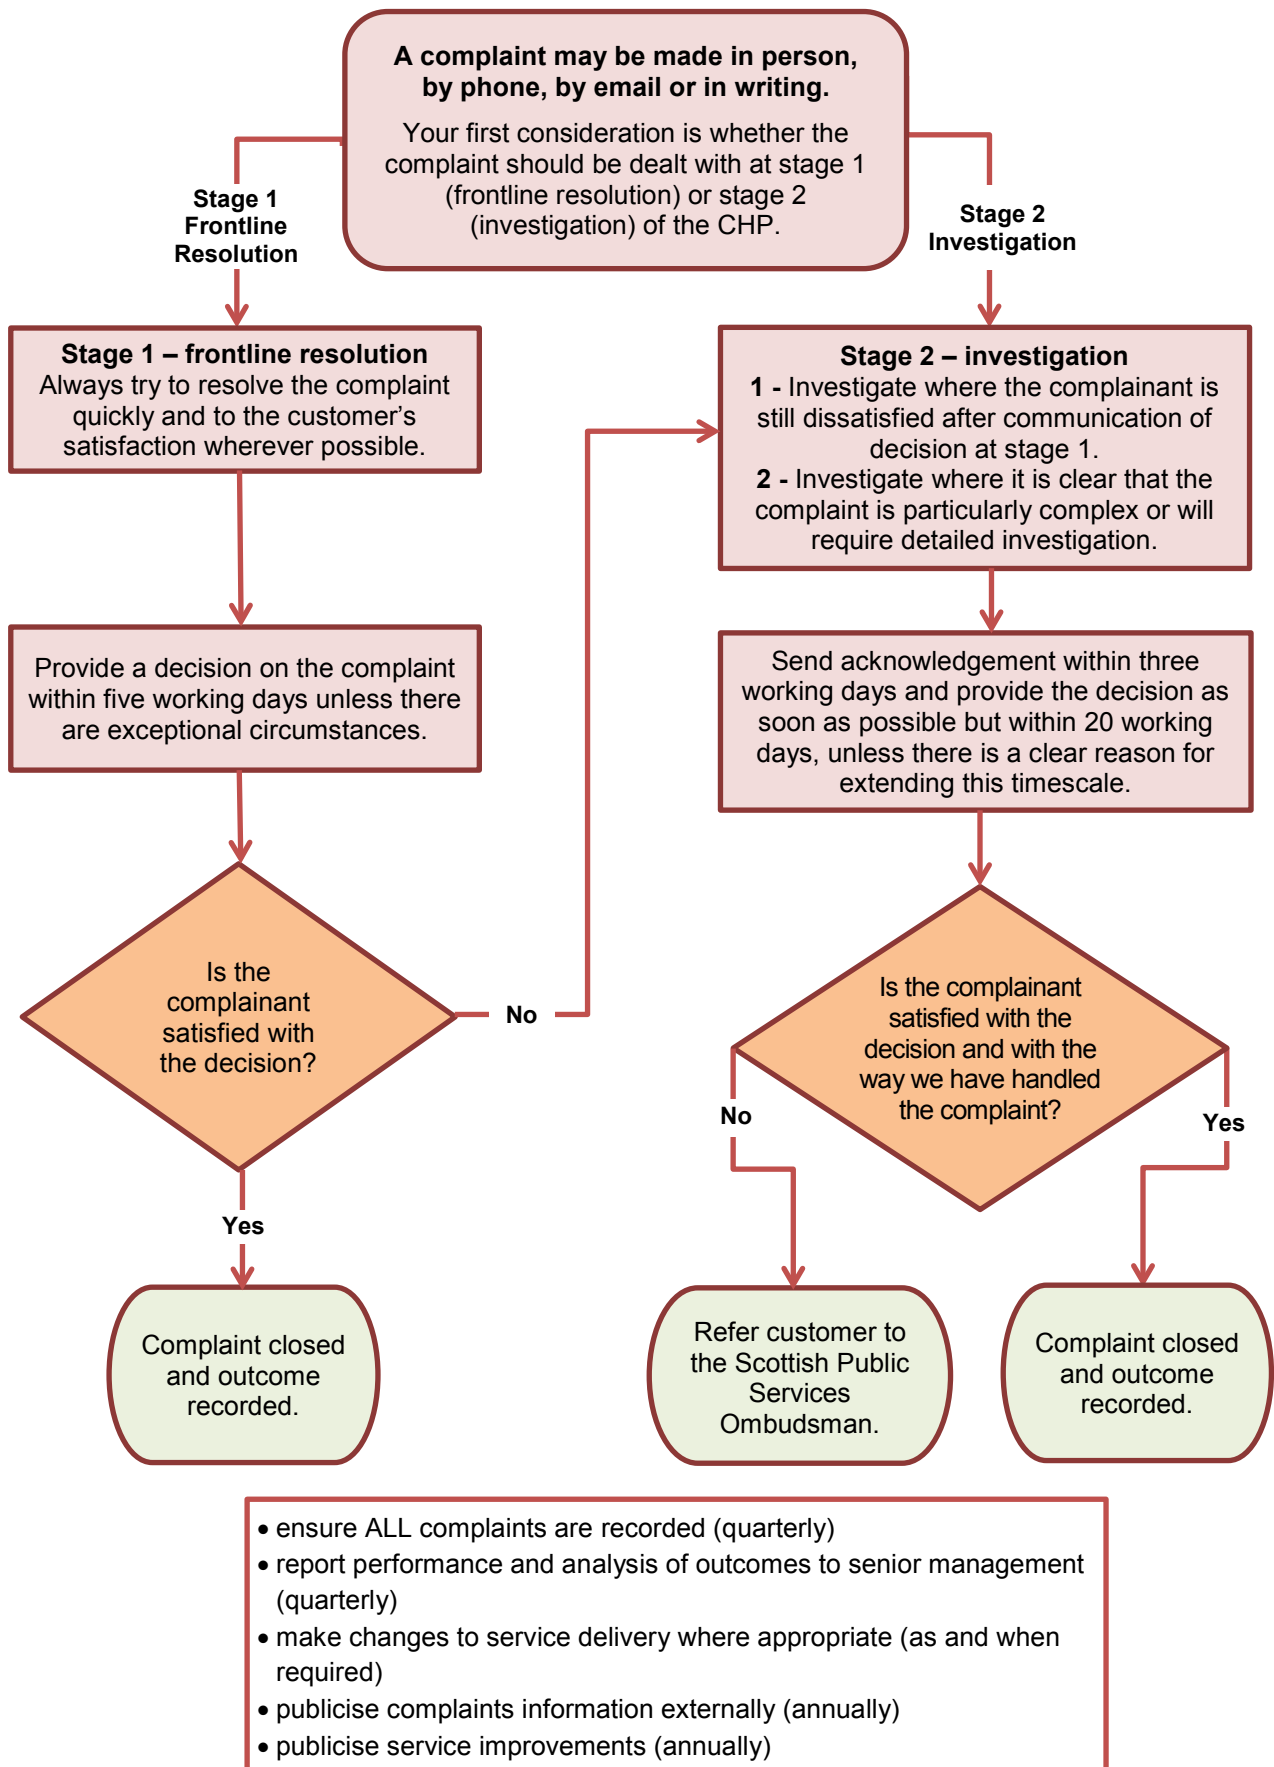 A complaint may be made in person,
by phone, by email or in writing.
Your first consideration is whether the
complaint should be dealt with at stage 1
(frontline resolution) or stage 2
(investigation) of the CHP.
Stage 1
Frontline
Resolution
Stage 2
Investigation
Stage 1 – frontline resolution
Always try to resolve the complaint
quickly and to the customer’s
satisfaction wherever possible.
Stage 2 – investigation
1 - Investigate where the complainant is
still dissatisfied after communication of
decision at stage 1.
2 - Investigate where it is clear that the
complaint is particularly complex or will
require detailed investigation.
Provide a decision on the complaint
within five working days unless there
are exceptional circumstances.
Send acknowledgement within three
working days and provide the decision as
soon as possible but within 20 working
days, unless there is a clear reason for
extending this timescale.
Is the
complainant
satisfied with
the decision?
No
Is the complainant
satisfied with the
decision and with the
way we have handled
the complaint?
No
Yes
Yes
Complaint closed
and outcome
recorded.
Refer customer to
the Scottish Public
Services
Ombudsman.
Complaint closed
and outcome
recorded.
• ensure ALL complaints are recorded (quarterly)
• report performance and analysis of outcomes to senior management
(quarterly)
• make changes to service delivery where appropriate (as and when
required)
• publicise complaints information externally (annually)
• publicise service improvements (annually)